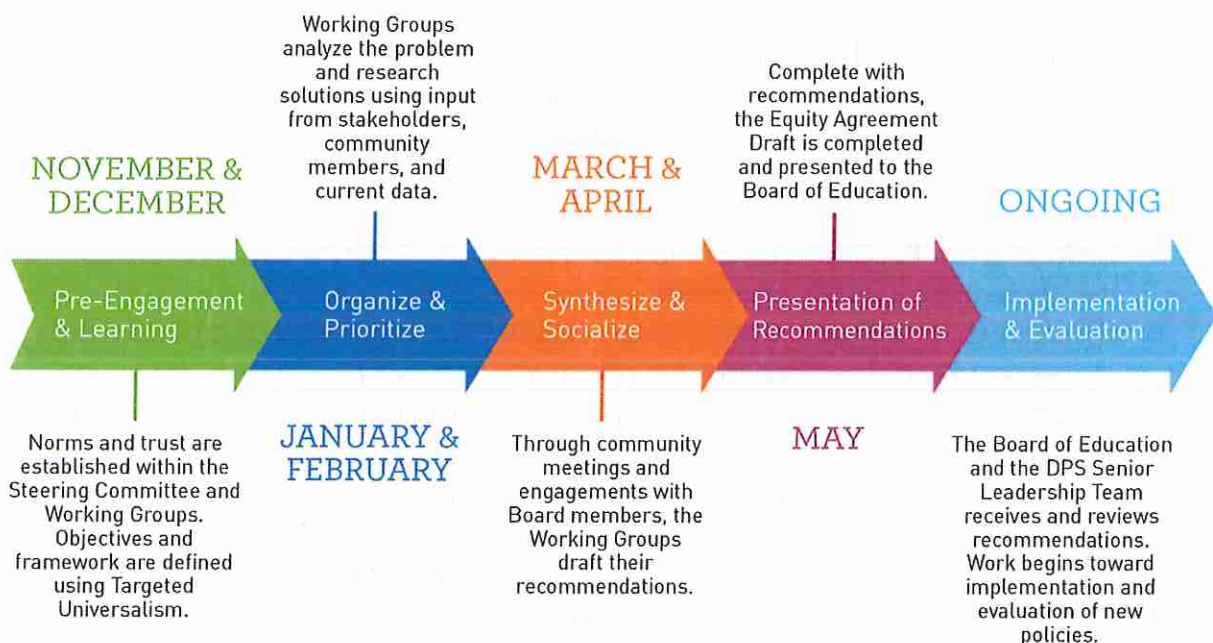 NOVEMBER &
DECEMBER
Pre-Engagement
& Learning
Norms and trust are
established within the
Steering Committee and
Working Groups.
Objectives and
framework are defined
using Targeted
Universalism.
Working Groups
analyze the problem
and research
solutions using input
from stakeholders,
community
members, and
current data.
Organize &
Prioritize
JANUARY &
FEBRUARY
MARCH &
APRIL
Synthesize &
Socialize
Through community
meetings and
engagements with
Board members, the
Working Groups
draft their
recommendations.
Complete with
recommendations,
the Equity Agreement
Draft is completed
and presented to the
Board of Education.
Presentation of
Recommendations
MAY
ONGOING
Implementation
& Evaluation
The Board of Education
and the DPS Senior
Leadership Team
receives and reviews
recommendations.
Work begins toward
implementation and
evaluation of new
policies.